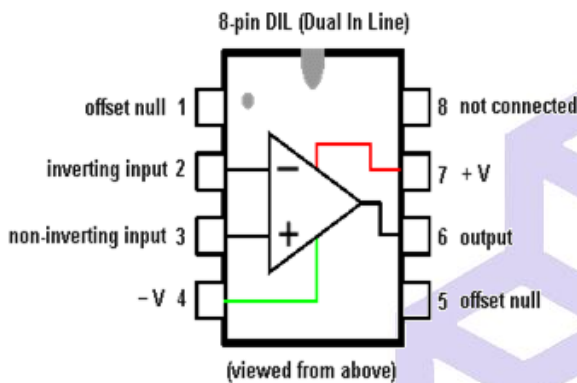 8-pin DIL (Dual In Line)
offset null 1
8 not connected
inverting input 2
7 + V
non-inverting input 3
6 output
− V 4
5 offset null
−
+
(viewed from above)